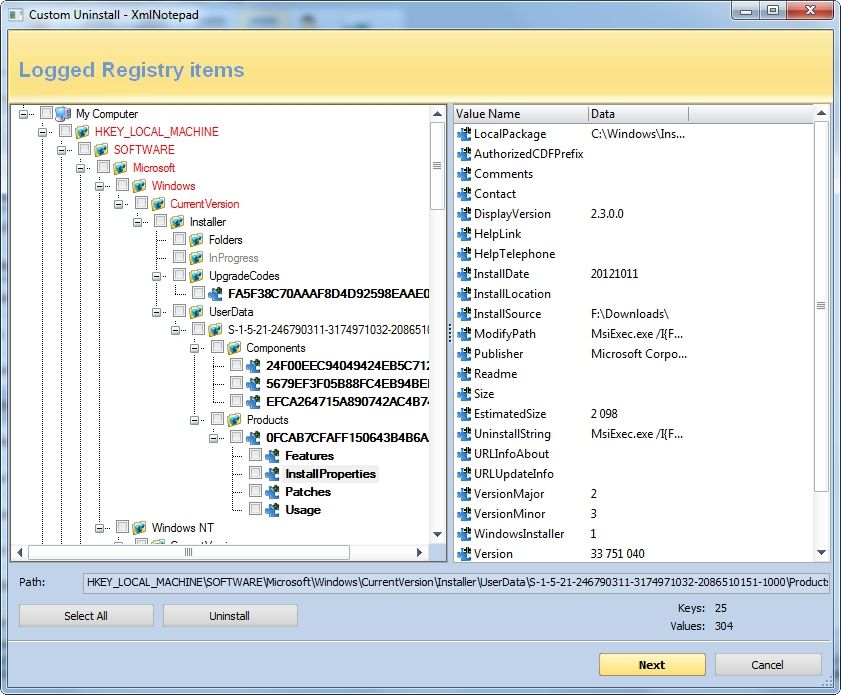 Custom Uninstall - XmlNotepad
Logged Registry items
My Computer
HKEY_LOCAL_MACHINE
SOFTWARE
Microsoft
Windows
CurrentVersion
Installer
Folders
InProgress
UpgradeCodes
FA5F38C70AAAF8D4D92598EAAE0
UserData
S-1-5-21-246790311-3174971032-2086510
Components
24F00EEC94049424EB5C712
5679EF3F05B88FC4EB94BE
EFCA264715A890742AC4B74
Products
0FCAB7CFAFF150643B4B6A
Features
InstallProperties
Patches
Usage
Windows NT
Value Name Data
LocalPackage C:\Windows\Ins...
AuthorizedCDFPrefix
Comments
Contact
DisplayVersion 2.3.0.0
HelpLink
HelpTelephone
InstallDate 20121011
InstallLocation
InstallSource F:\Downloads\
ModifyPath MsiExec.exe /I{F...
Publisher Microsoft Corpo...
Readme
Size
EstimatedSize 2 098
UninstallString MsiExec.exe /I{F...
URLInfoAbout
URLUpdateInfo
VersionMajor 2
VersionMinor 3
WindowsInstaller 1
Version 33 751 040
Path: HKEY_LOCAL_MACHINE\SOFTWARE\Microsoft\Windows\CurrentVersion\Installer\UserData\S-1-5-21-246790311-3174971032-2086510151-1000\Products
Select All Uninstall
Keys: 25
Values: 304
Next Cancel